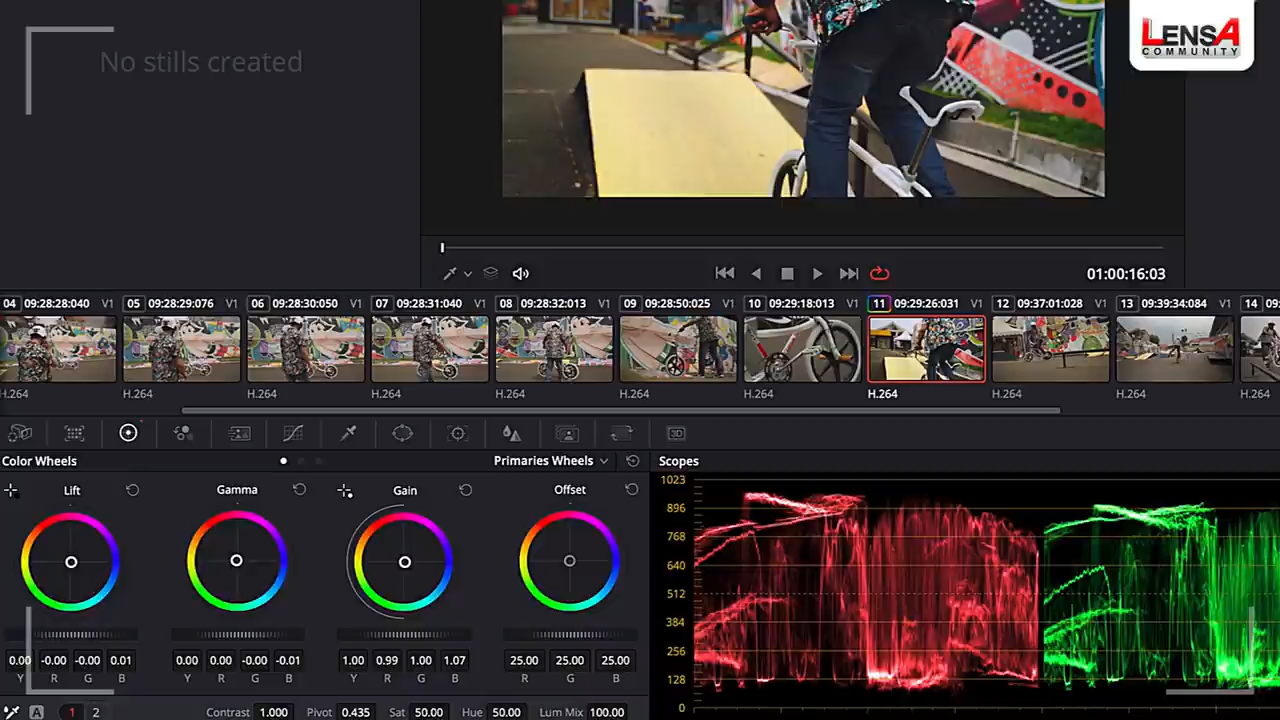 No stills created
LENSA
COMMUNITY
01:00:16:03
04 09:28:28:040 V1 05 09:28:29:076 V1 06 09:28:30:050 V1 07 09:28:31:040 V1 08 09:28:32:013 V1 09 09:28:50:025 V1 10 09:29:18:013 V1 11 09:29:26:031 V1 12 09:37:01:028 V1 13 09:39:34:084 V1 14 09
H.264 H.264 H.264 H.264 H.264 H.264 H.264 H.264 H.264 H.264 H.264
3D
Color Wheels Primaries Wheels Scopes
Lift Gamma Gain Offset
1023
896
768
640
512
384
256
128
0
0.00 -0.00 -0.00 0.01 0.00 0.00 -0.00 -0.01 1.00 0.99 1.00 1.07 25.00 25.00 25.00
Y R G B Y R G B Y R G B R G B
A 1 2 Contrast 1.000 Pivot 0.435 Sat 50.00 Hue 50.00 Lum Mix 100.00